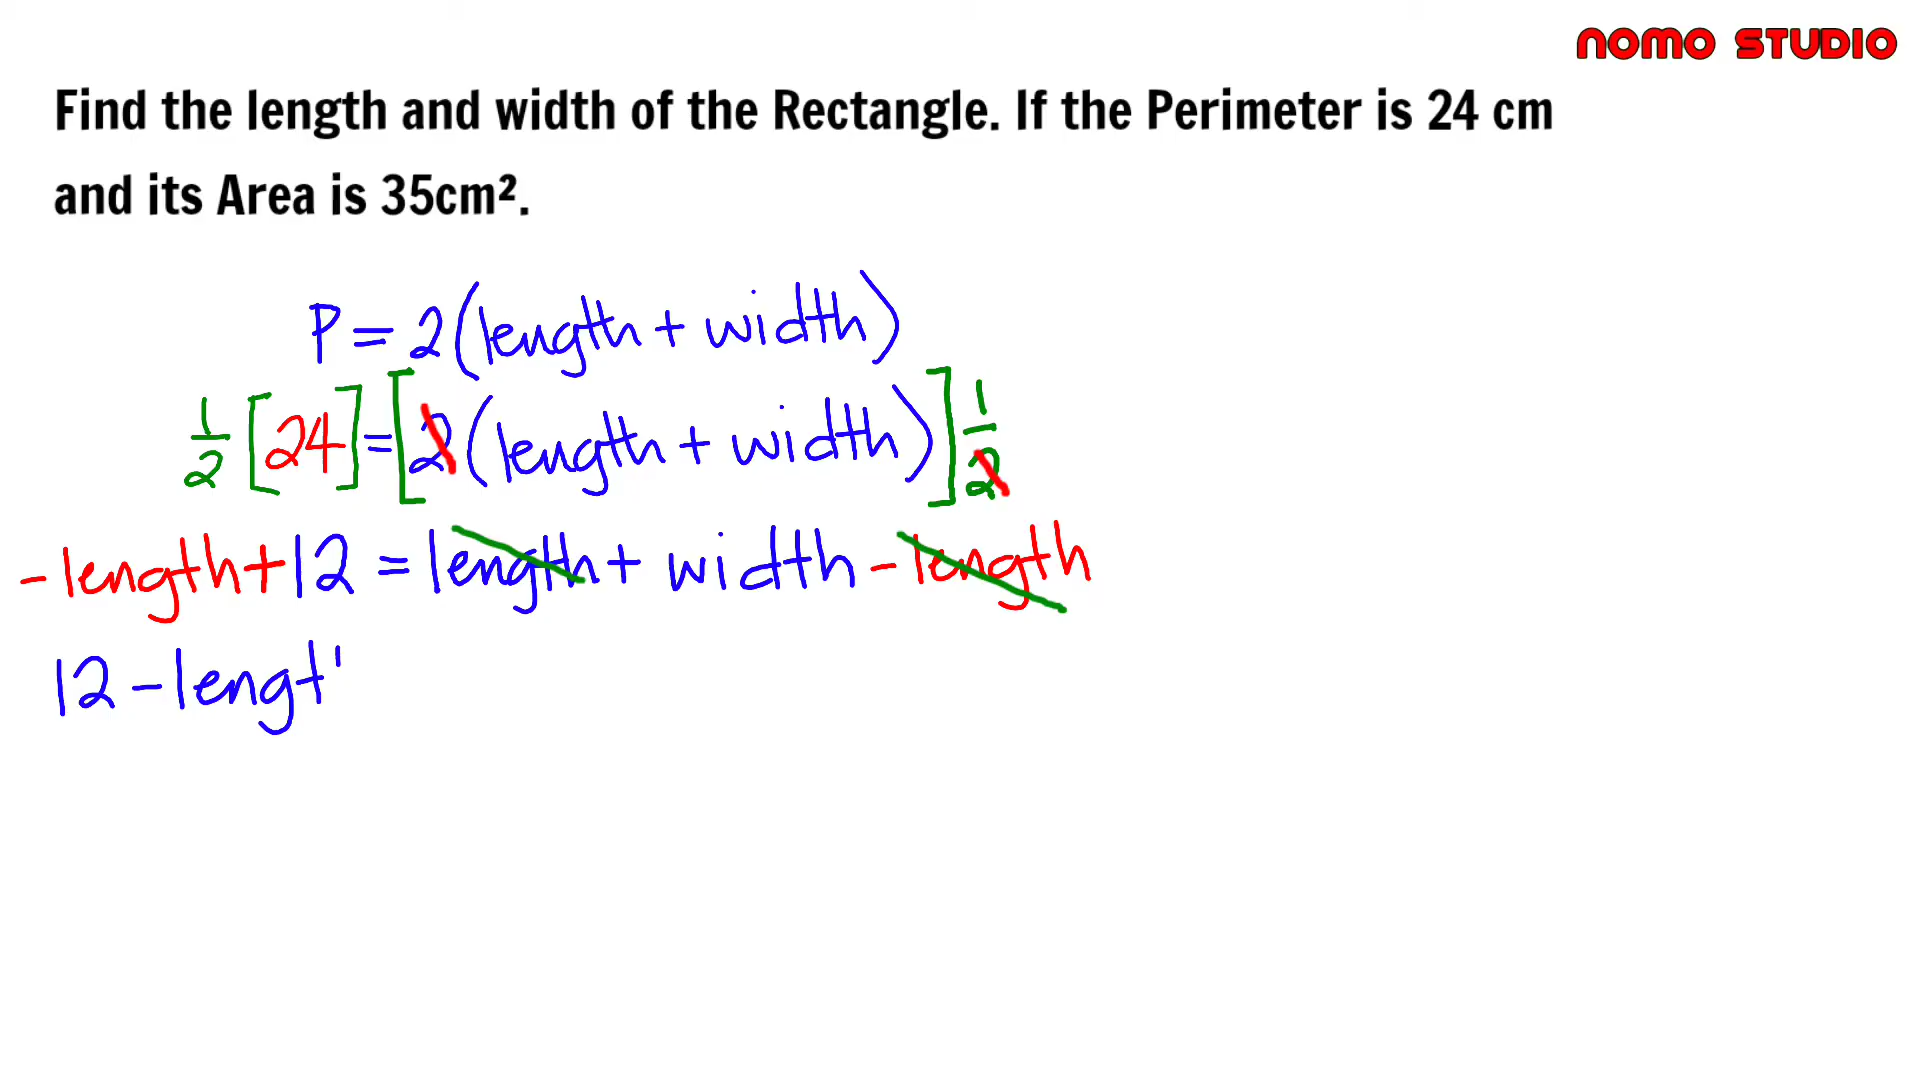 NOMO STUDIO
Find the length and width of the Rectangle. If the Perimeter is 24 cm
and its Area is 35cm².
P = 2(length + width)
1/2 [24] = [2(length + width)] 1/2
-length + 12 = length + width - length
12 - lengt'